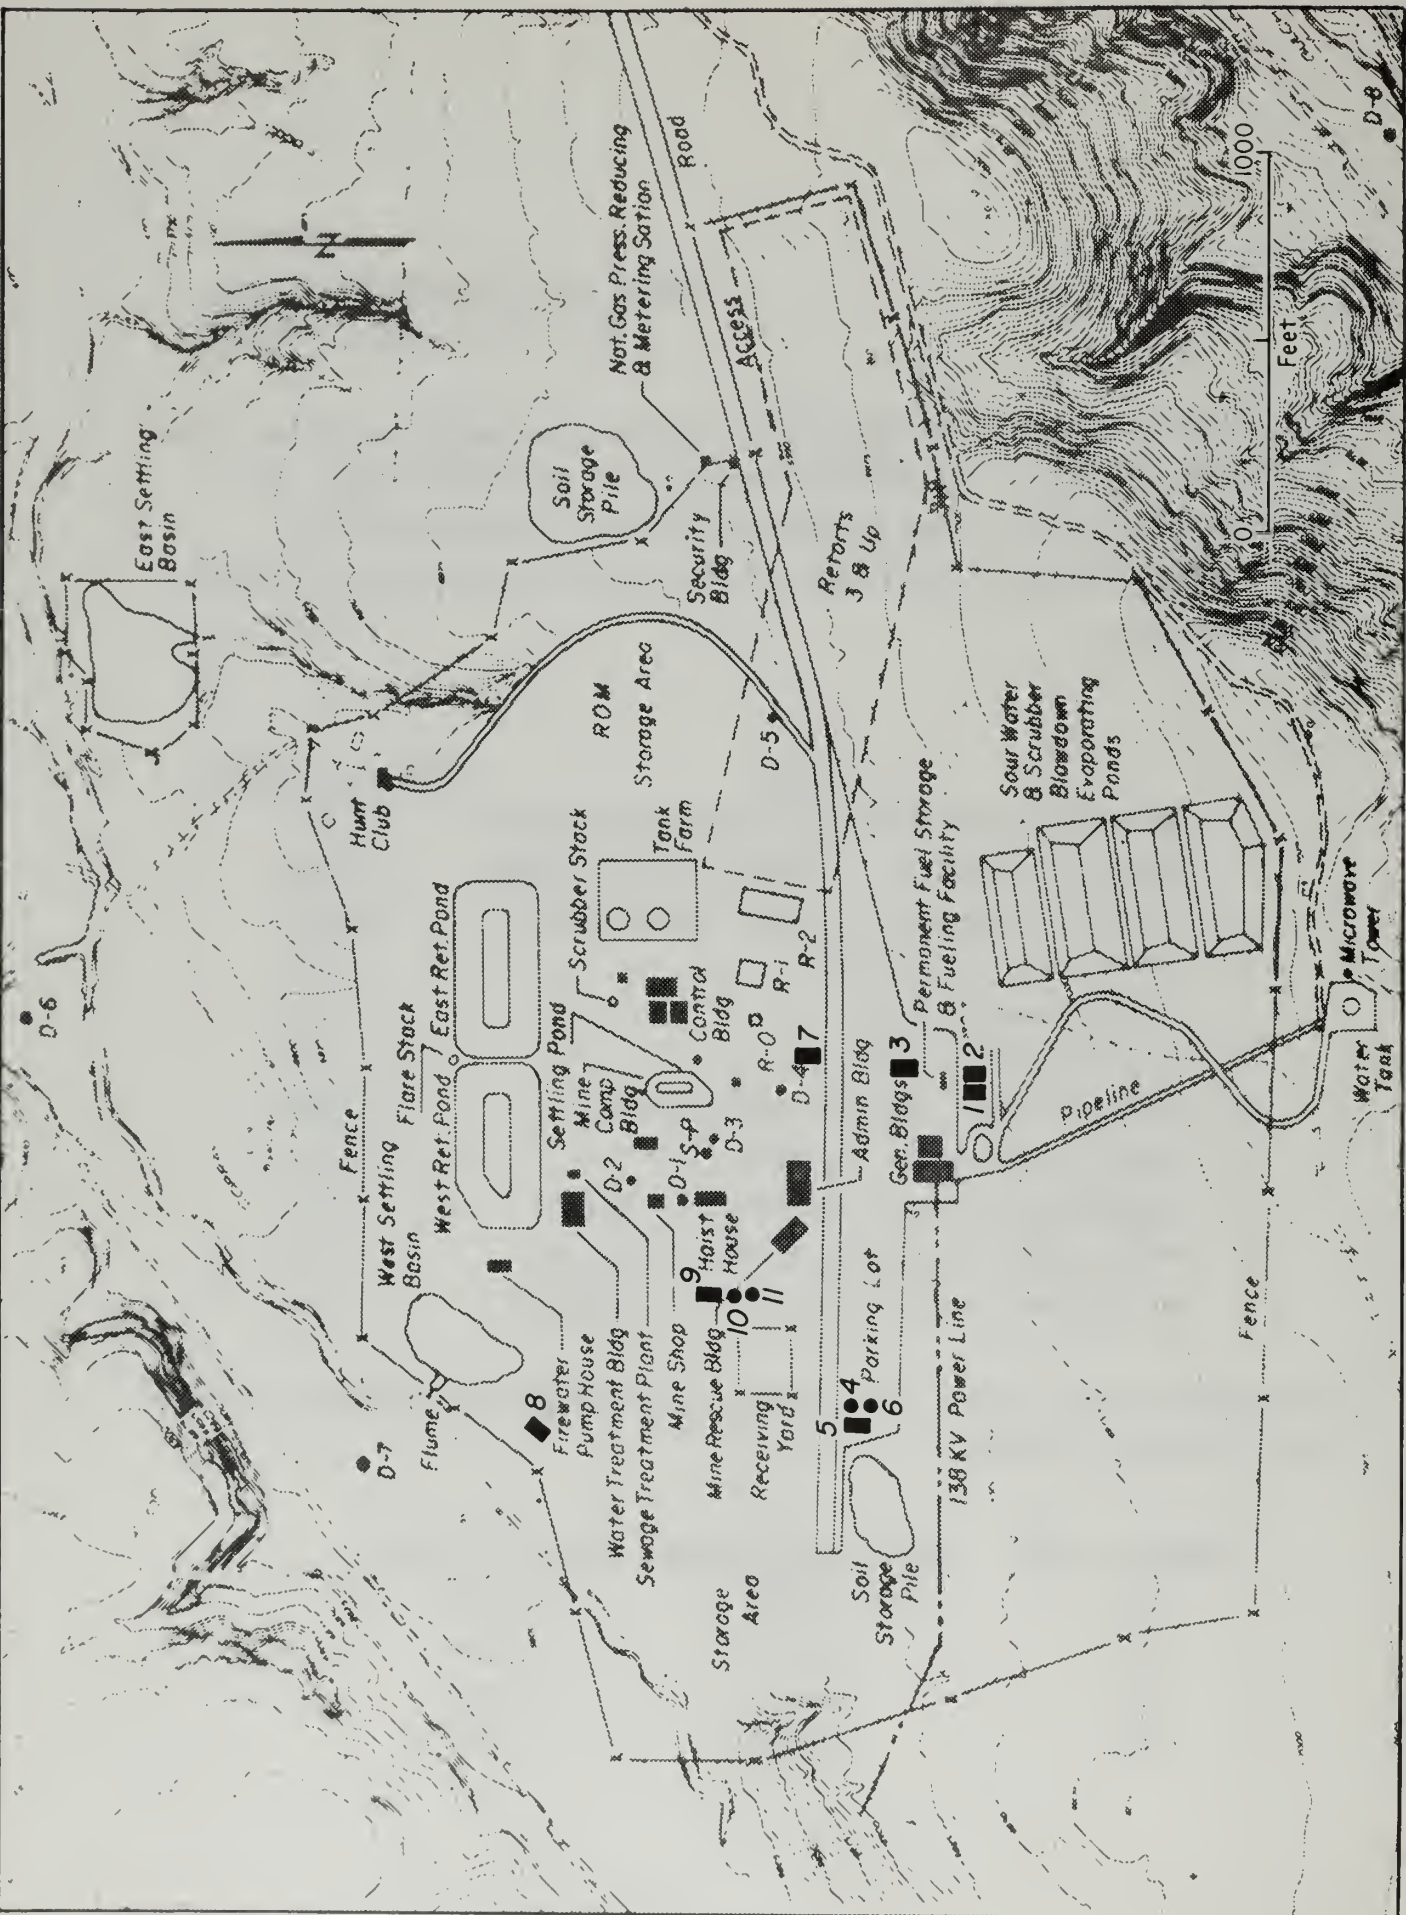 East Settling
Basin
N
Road
Nat. Gas Press. Reducing
& Metering Sation
Access
Soil
Storage
Pile
Security
Bldg
Retorts
3 & Up
0
1000
Feet
D-8
Hunt
Club
ROM
Storage Area
D-5
Scrubber Stack
Tank
Farm
Sour Water
& Scrubber
Blowdown
Evaporating
Ponds
Permanent Fuel Storage
& Fueling Facility
D-6
East Ret. Pond
Flare Stack
West Ret. Pond
Settling Pond
Mine
Comp
Bldg
Control
Bldg
R-0
R-1
R-2
D-4
7
Admin Bldg
Gen. Bldgs
3
1
2
Microwave
Tower
Water
Tank
Pipeline
Fence
West Settling
Basin
D-2
D-1
S-P
D-3
Hoist
House
9
10
11
Flume
D-7
8
Firewater
Pump House
Water Treatment Bldg
Sewage Treatment Plant
Mine Shop
Mine Rescue Bldg
Receiving
Yard
5
4
6
Parking Lot
138 KV Power Line
Fence
Storage
Area
Soil
Storage
Pile